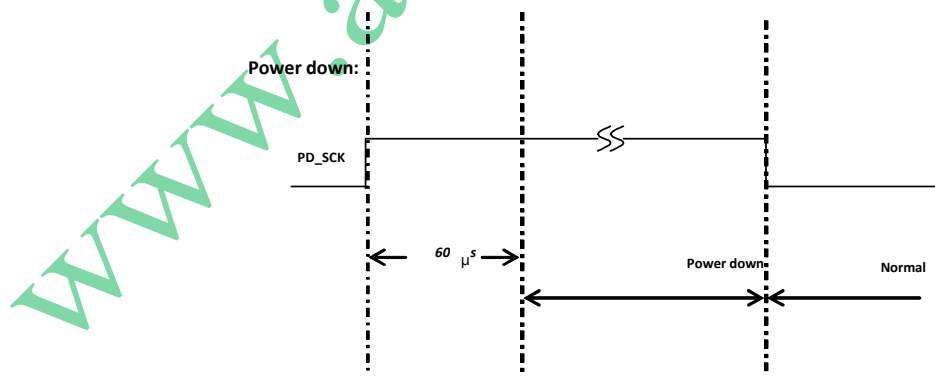 www.a
Power down:
PD_SCK
60 μs
Power down
Normal